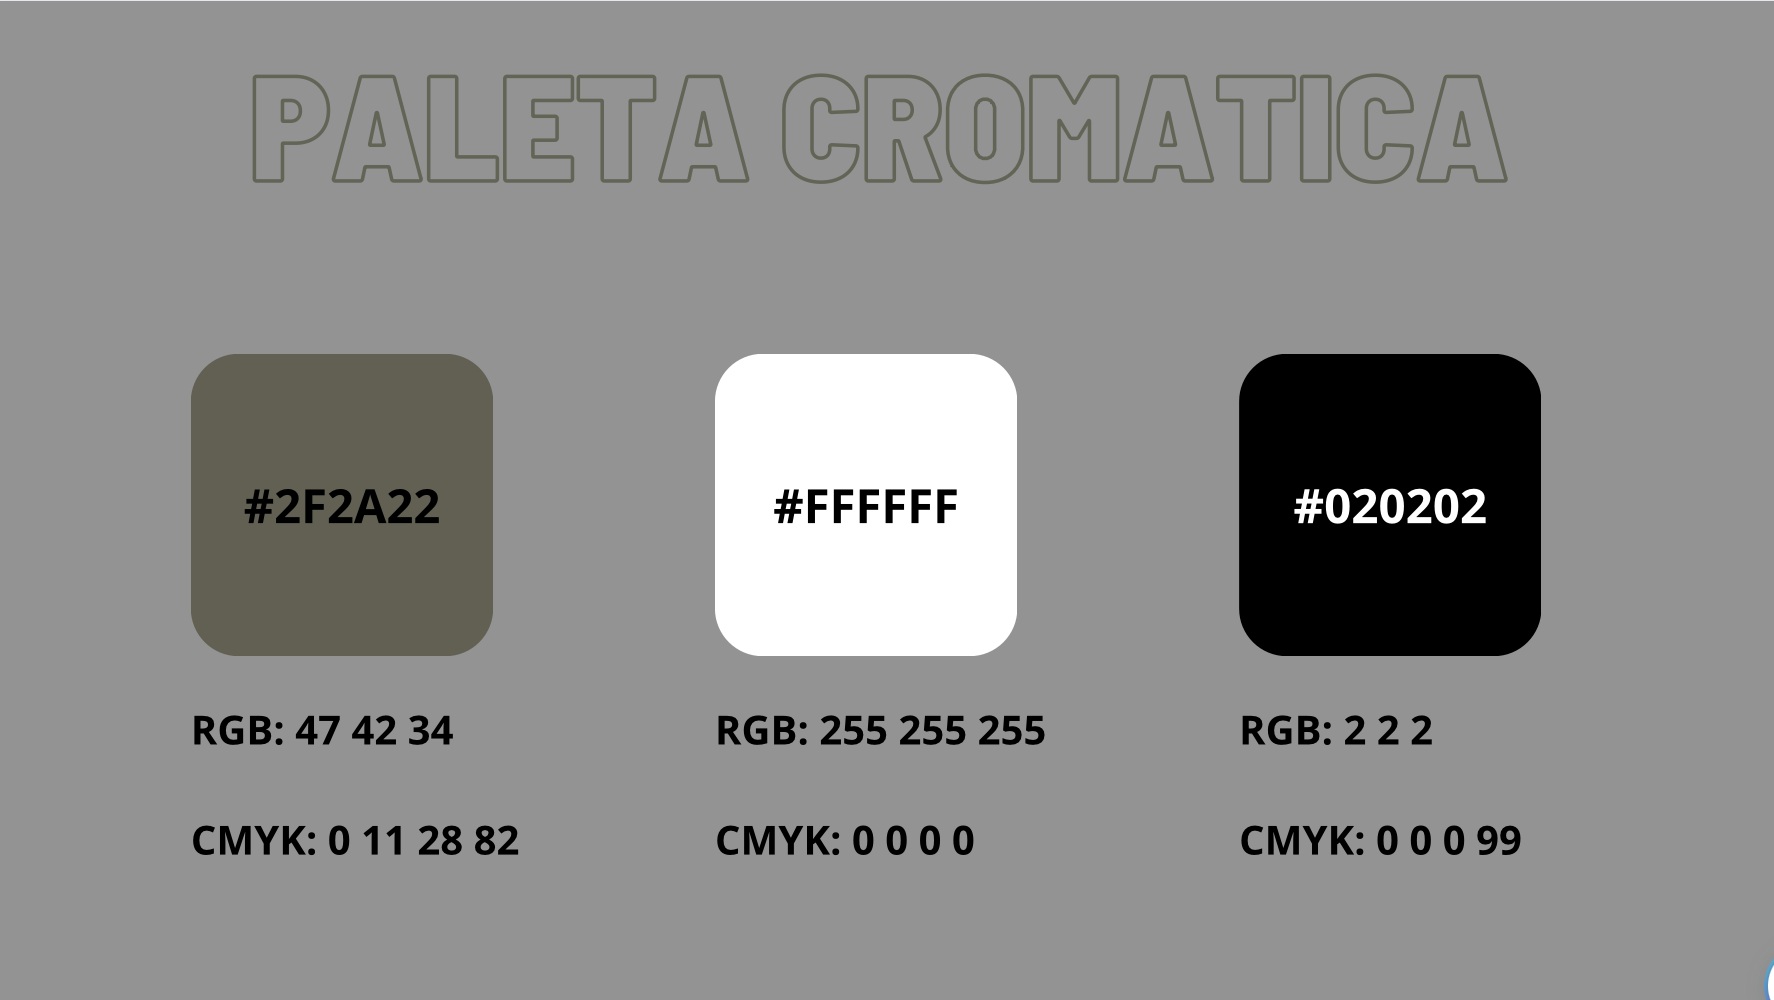 PALETA CROMATICA
#2F2A22
#FFFFFF
#020202
RGB: 47 42 34
RGB: 255 255 255
RGB: 2 2 2
CMYK: 0 11 28 82
CMYK: 0 0 0 0
CMYK: 0 0 0 99